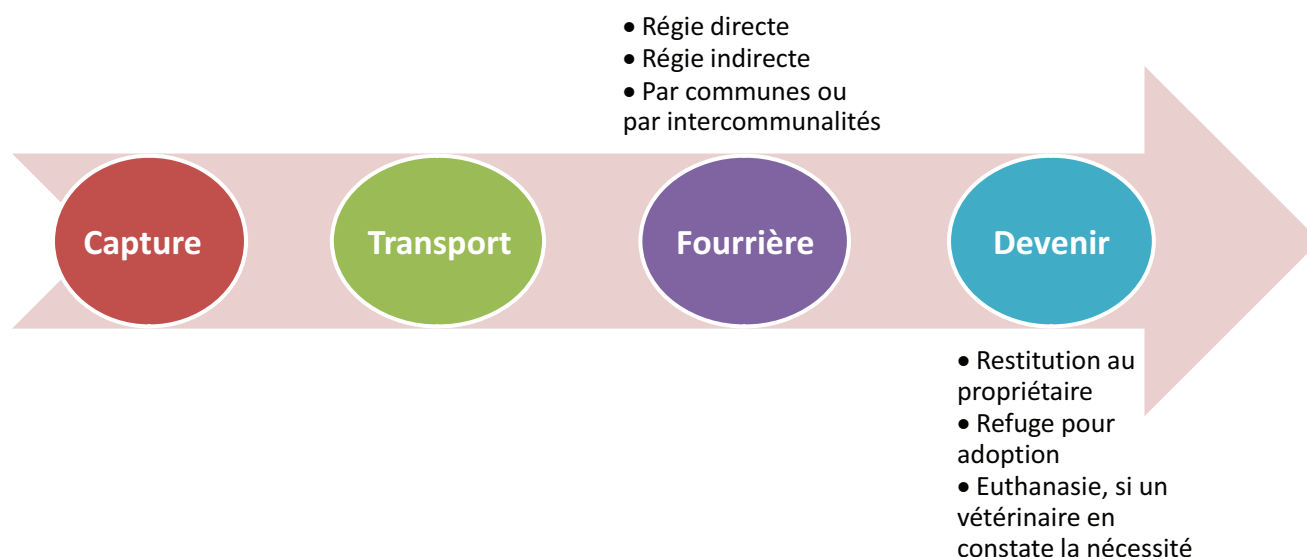 • Régie directe
• Régie indirecte
• Par communes ou
par intercommunalités
Capture
Transport
Fourrière
Devenir
• Restitution au
propriétaire
• Refuge pour
adoption
• Euthanasie, si un
vétérinaire en
constate la nécessité